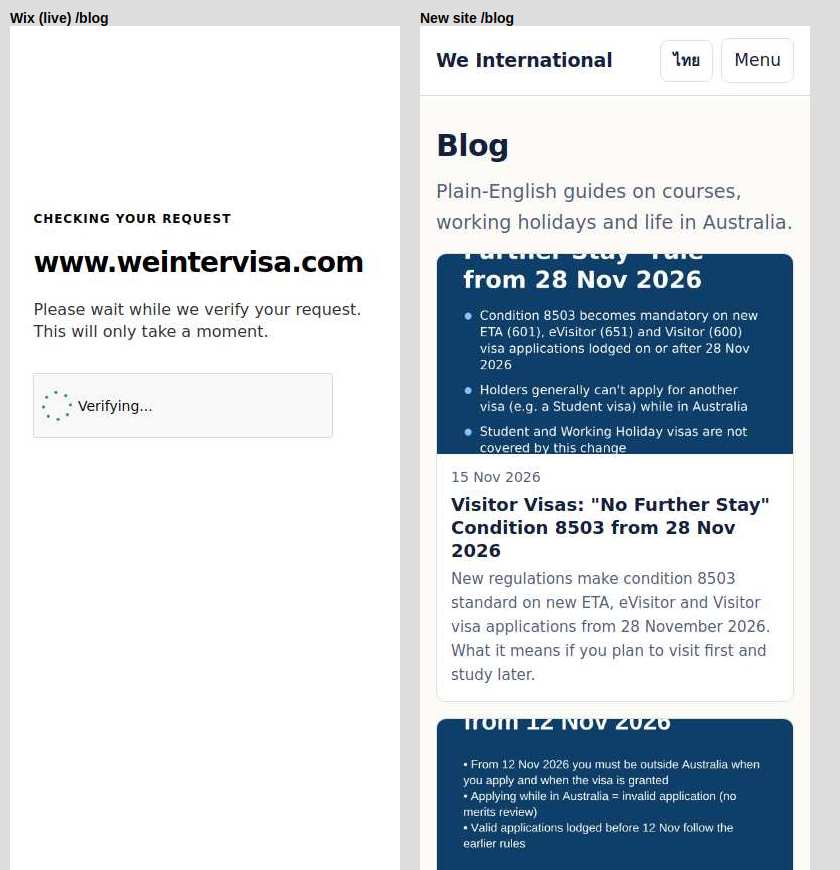 Wix (live) /blog
CHECKING YOUR REQUEST
www.weintervisa.com
Please wait while we verify your request.
This will only take a moment.
Verifying...
New site /blog
We International
ไทย
Menu
Blog
Plain-English guides on courses,
working holidays and life in Australia.
Further Stay" rule
from 28 Nov 2026
Condition 8503 becomes mandatory on new
ETA (601), eVisitor (651) and Visitor (600)
visa applications lodged on or after 28 Nov
2026
Holders generally can't apply for another
visa (e.g. a Student visa) while in Australia
Student and Working Holiday visas are not
covered by this change
15 Nov 2026
Visitor Visas: "No Further Stay"
Condition 8503 from 28 Nov
2026
New regulations make condition 8503
standard on new ETA, eVisitor and Visitor
visa applications from 28 November 2026.
What it means if you plan to visit first and
study later.
from 12 Nov 2026
• From 12 Nov 2026 you must be outside Australia when
you apply and when the visa is granted
• Applying while in Australia = invalid application (no
merits review)
• Valid applications lodged before 12 Nov follow the
earlier rules